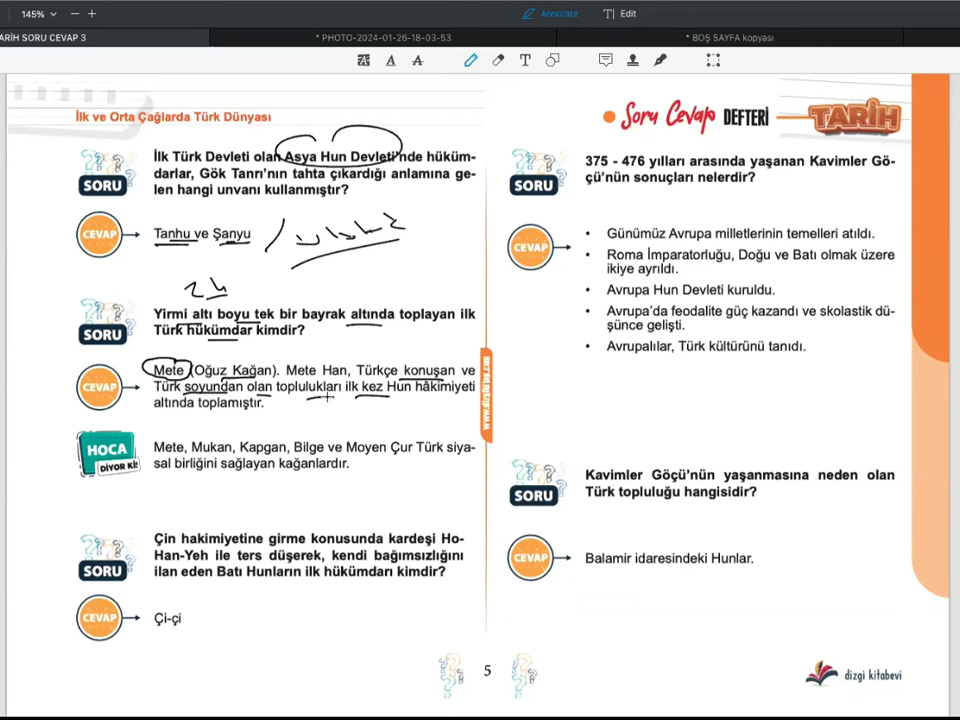 145%
Annotate
Edit
ARİH SORU CEVAP 3
* PHOTO-2024-01-26-18-03-53
* BOŞ SAYFA kopyası
İlk ve Orta Çağlarda Türk Dünyası
Soru Cevap DEFTERİ
TARİH
SORU
İlk Türk Devleti olan Asya Hun Devleti'nde hüküm-
darlar, Gök Tanrı'nın tahta çıkardığı anlamına ge-
len hangi unvanı kullanmıştır?
CEVAP
Tanhu ve Şanyu
24
SORU
Yirmi altı boyu tek bir bayrak altında toplayan ilk
Türk hükümdar kimdir?
CEVAP
Mete (Oğuz Kağan). Mete Han, Türkçe konuşan ve
Türk soyundan olan toplulukları ilk kez Hun hâkimiyeti
altında toplamıştır.
HOCA
DİYOR Kİ!
Mete, Mukan, Kapgan, Bilge ve Moyen Çur Türk siya-
sal birliğini sağlayan kağanlardır.
SORU
Çin hakimiyetine girme konusunda kardeşi Ho-
Han-Yeh ile ters düşerek, kendi bağımsızlığını
ilan eden Batı Hunların ilk hükümdarı kimdir?
CEVAP
Çi-çi
www.dizgikitap.com
SORU
375 - 476 yılları arasında yaşanan Kavimler Gö-
çü'nün sonuçları nelerdir?
CEVAP
• Günümüz Avrupa milletlerinin temelleri atıldı.
• Roma İmparatorluğu, Doğu ve Batı olmak üzere
ikiye ayrıldı.
• Avrupa Hun Devleti kuruldu.
• Avrupa'da feodalite güç kazandı ve skolastik dü-
şünce gelişti.
• Avrupalılar, Türk kültürünü tanıdı.
SORU
Kavimler Göçü'nün yaşanmasına neden olan
Türk topluluğu hangisidir?
CEVAP
Balamir idaresindeki Hunlar.
5
dizgi kitabevi